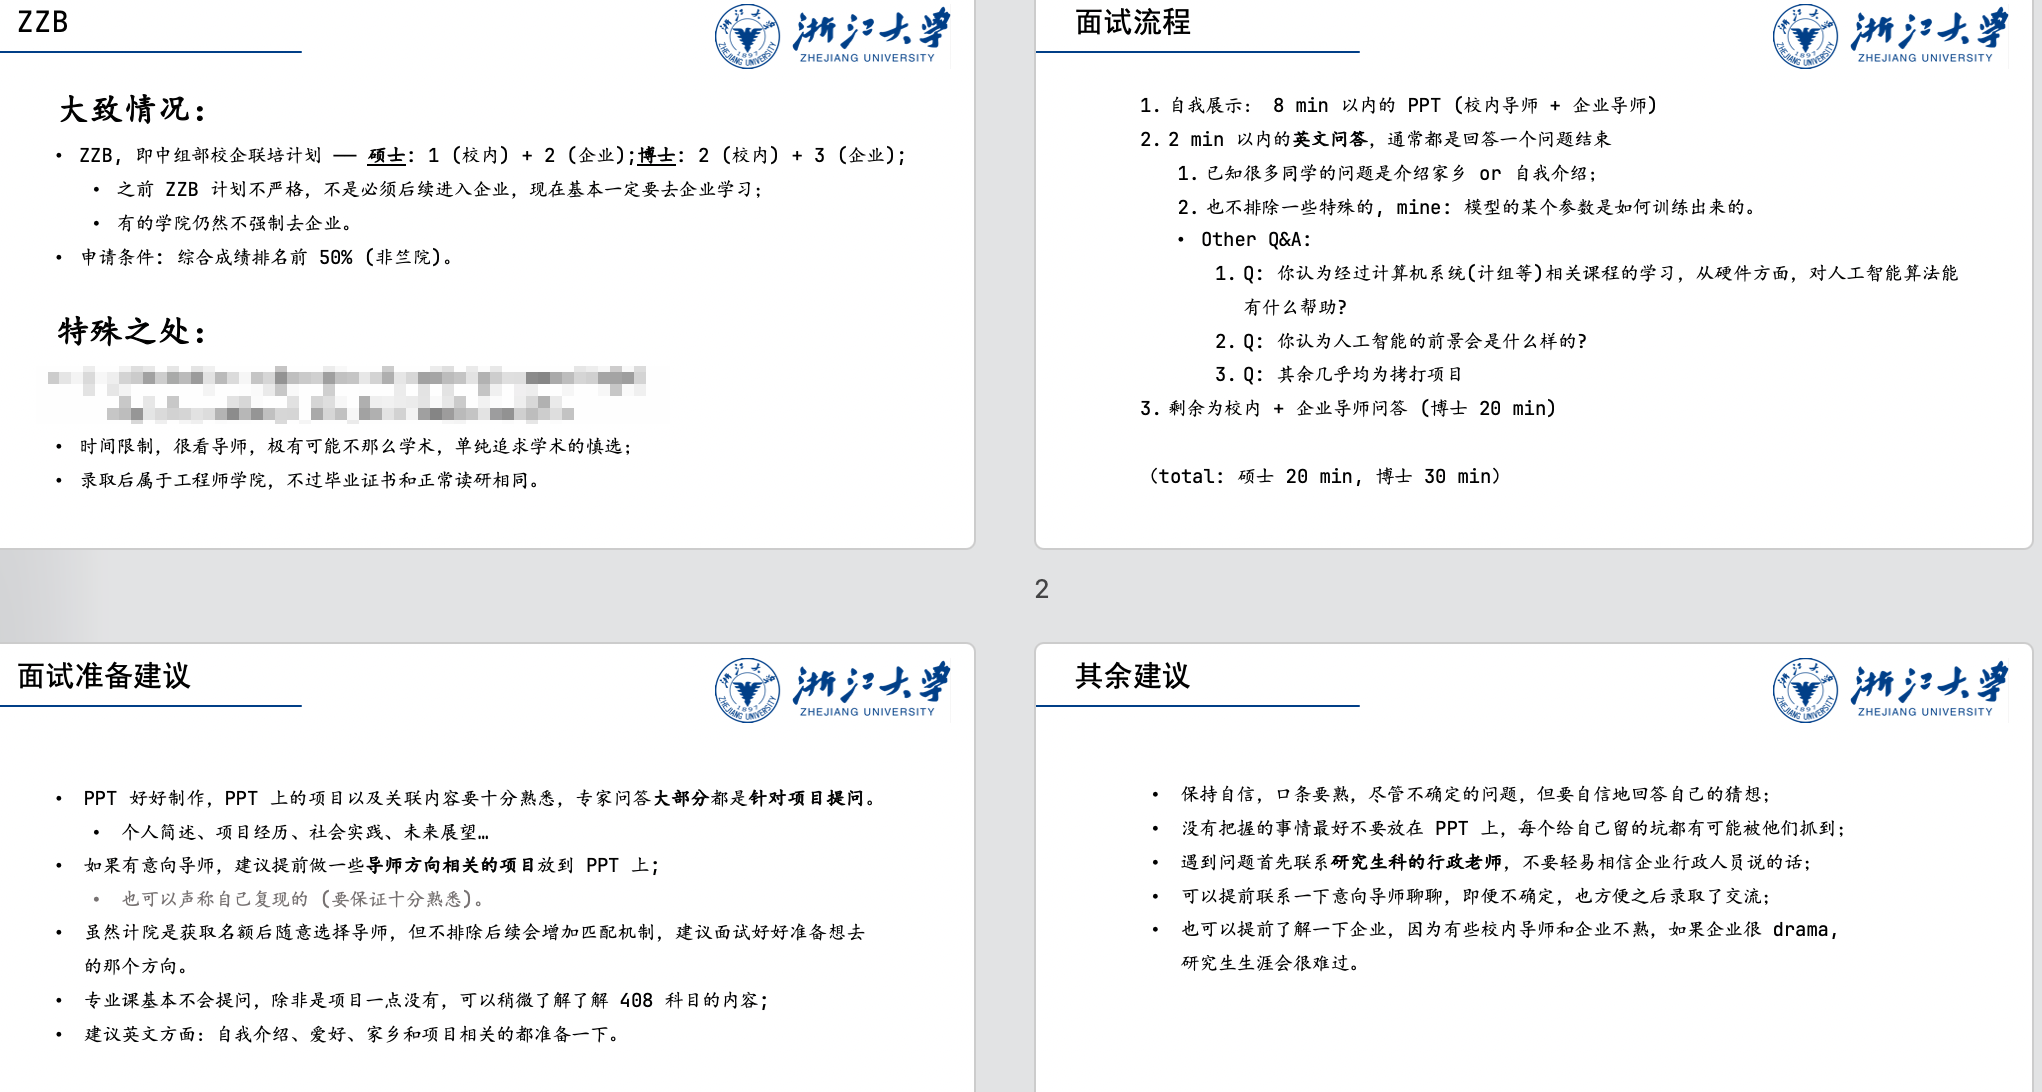 ZZB
浙江大学
ZHEJIANG UNIVERSITY
大致情况：
• ZZB, 即中组部校企联培计划 —— 硕士: 1 (校内) + 2 (企业);博士: 2 (校内) + 3 (企业);
• 之前 ZZB 计划不严格, 不是必须后续进入企业, 现在基本一定要去企业学习;
• 有的学院仍然不强制去企业。
• 申请条件: 综合成绩排名前 50% (非竺院)。
特殊之处：
• 时间限制, 很看导师, 极有可能不那么学术, 单纯追求学术的慎选;
• 录取后属于工程师学院, 不过毕业证书和正常读研相同。
面试流程
浙江大学
ZHEJIANG UNIVERSITY
1. 自我展示: 8 min 以内的 PPT (校内导师 + 企业导师)
2. 2 min 以内的英文问答, 通常都是回答一个问题结束
1. 已知很多同学的问题是介绍家乡 or 自我介绍;
2. 也不排除一些特殊的, mine: 模型的某个参数是如何训练出来的。
• Other Q&A:
1. Q: 你认为经过计算机系统(计组等)相关课程的学习, 从硬件方面, 对人工智能算法能
有什么帮助?
2. Q: 你认为人工智能的前景会是什么样的?
3. Q: 其余几乎均为拷打项目
3. 剩余为校内 + 企业导师问答 (博士 20 min)
(total: 硕士 20 min, 博士 30 min)
2
面试准备建议
浙江大学
ZHEJIANG UNIVERSITY
• PPT 好好制作, PPT 上的项目以及关联内容要十分熟悉, 专家问答大部分都是针对项目提问。
• 个人简述、项目经历、社会实践、未来展望…
• 如果有意向导师, 建议提前做一些导师方向相关的项目放到 PPT 上;
• 也可以声称自己复现的 (要保证十分熟悉)。
• 虽然计院是获取名额后随意选择导师, 但不排除后续会增加匹配机制, 建议面试好好准备想去
的那个方向。
• 专业课基本不会提问, 除非是项目一点没有, 可以稍微了解了解 408 科目的内容;
• 建议英文方面: 自我介绍、爱好、家乡和项目相关的都准备一下。
其余建议
浙江大学
ZHEJIANG UNIVERSITY
• 保持自信, 口条要熟, 尽管不确定的问题, 但要自信地回答自己的猜想;
• 没有把握的事情最好不要放在 PPT 上, 每个给自己留的坑都有可能被他们抓到;
• 遇到问题首先联系研究生科的行政老师, 不要轻易相信企业行政人员说的话;
• 可以提前联系一下意向导师聊聊, 即便不确定, 也方便之后录取了交流;
• 也可以提前了解一下企业, 因为有些校内导师和企业不熟, 如果企业很 drama,
研究生生涯会很难过。